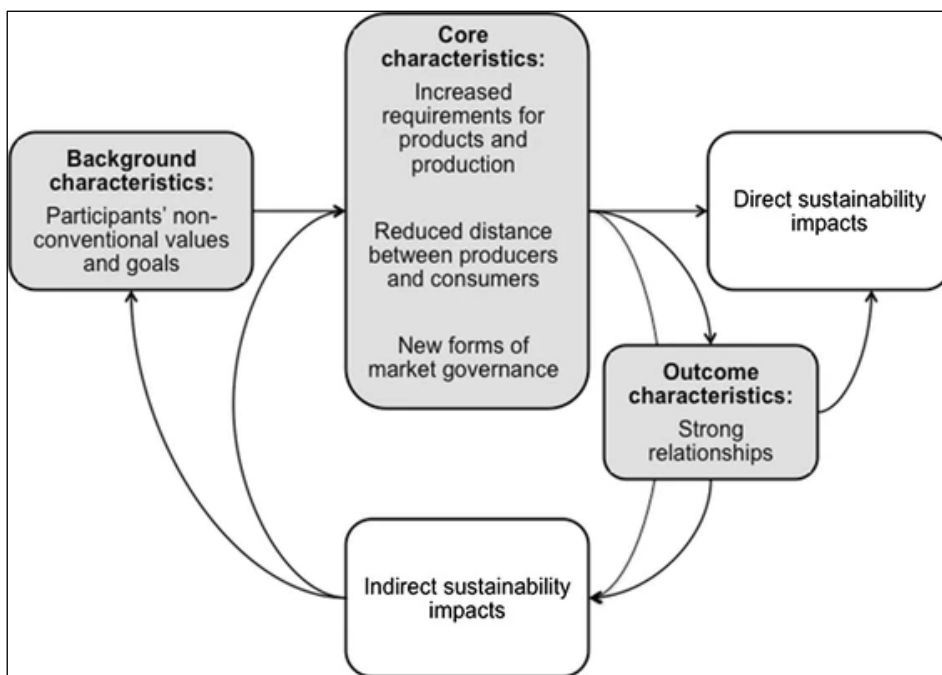 Core
characteristics:
Increased
requirements for
products and
production
Reduced distance
between producers
and consumers
New forms of
market governance
Background
characteristics:
Participants' non-
conventional values
and goals
Direct sustainability
impacts
Outcome
characteristics:
Strong
relationships
Indirect sustainability
impacts